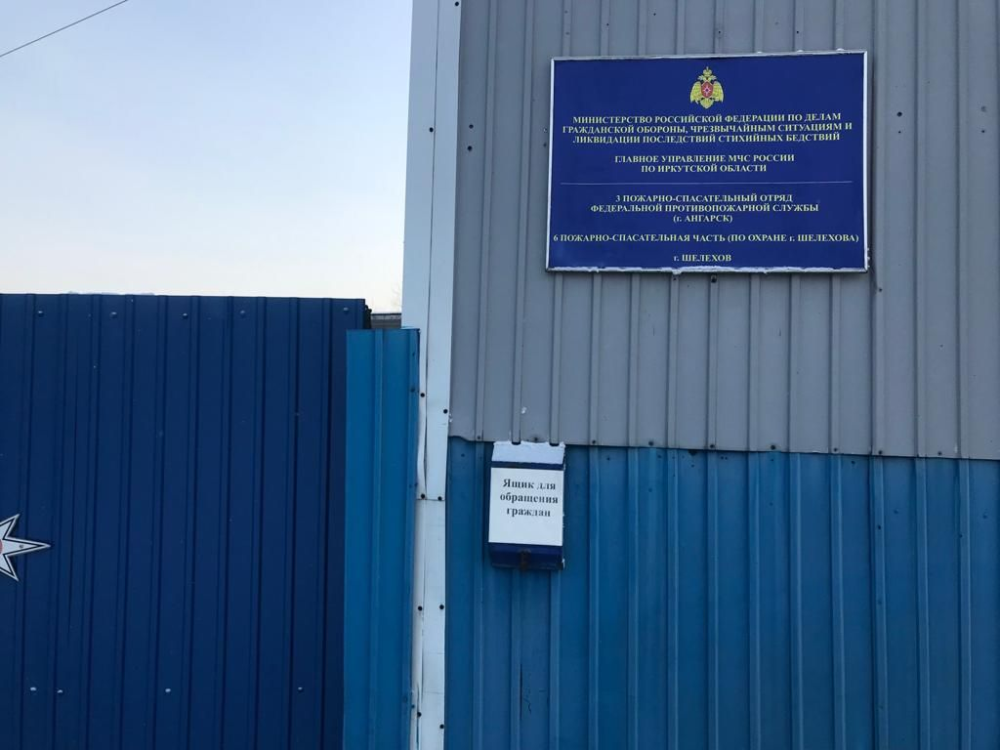 МИНИСТЕРСТВО РОССИЙСКОЙ ФЕДЕРАЦИИ ПО ДЕЛАМ
ГРАЖДАНСКОЙ ОБОРОНЫ, ЧРЕЗВЫЧАЙНЫМ СИТУАЦИЯМ И
ЛИКВИДАЦИИ ПОСЛЕДСТВИЙ СТИХИЙНЫХ БЕДСТВИЙ
ГЛАВНОЕ УПРАВЛЕНИЕ МЧС РОССИИ
ПО ИРКУТСКОЙ ОБЛАСТИ
3 ПОЖАРНО-СПАСАТЕЛЬНЫЙ ОТРЯД
ФЕДЕРАЛЬНОЙ ПРОТИВОПОЖАРНОЙ СЛУЖБЫ
(г. АНГАРСК)
6 ПОЖАРНО-СПАСАТЕЛЬНАЯ ЧАСТЬ (ПО ОХРАНЕ г. ШЕЛЕХОВА)
г. ШЕЛЕХОВ
Ящик для
обращения
граждан